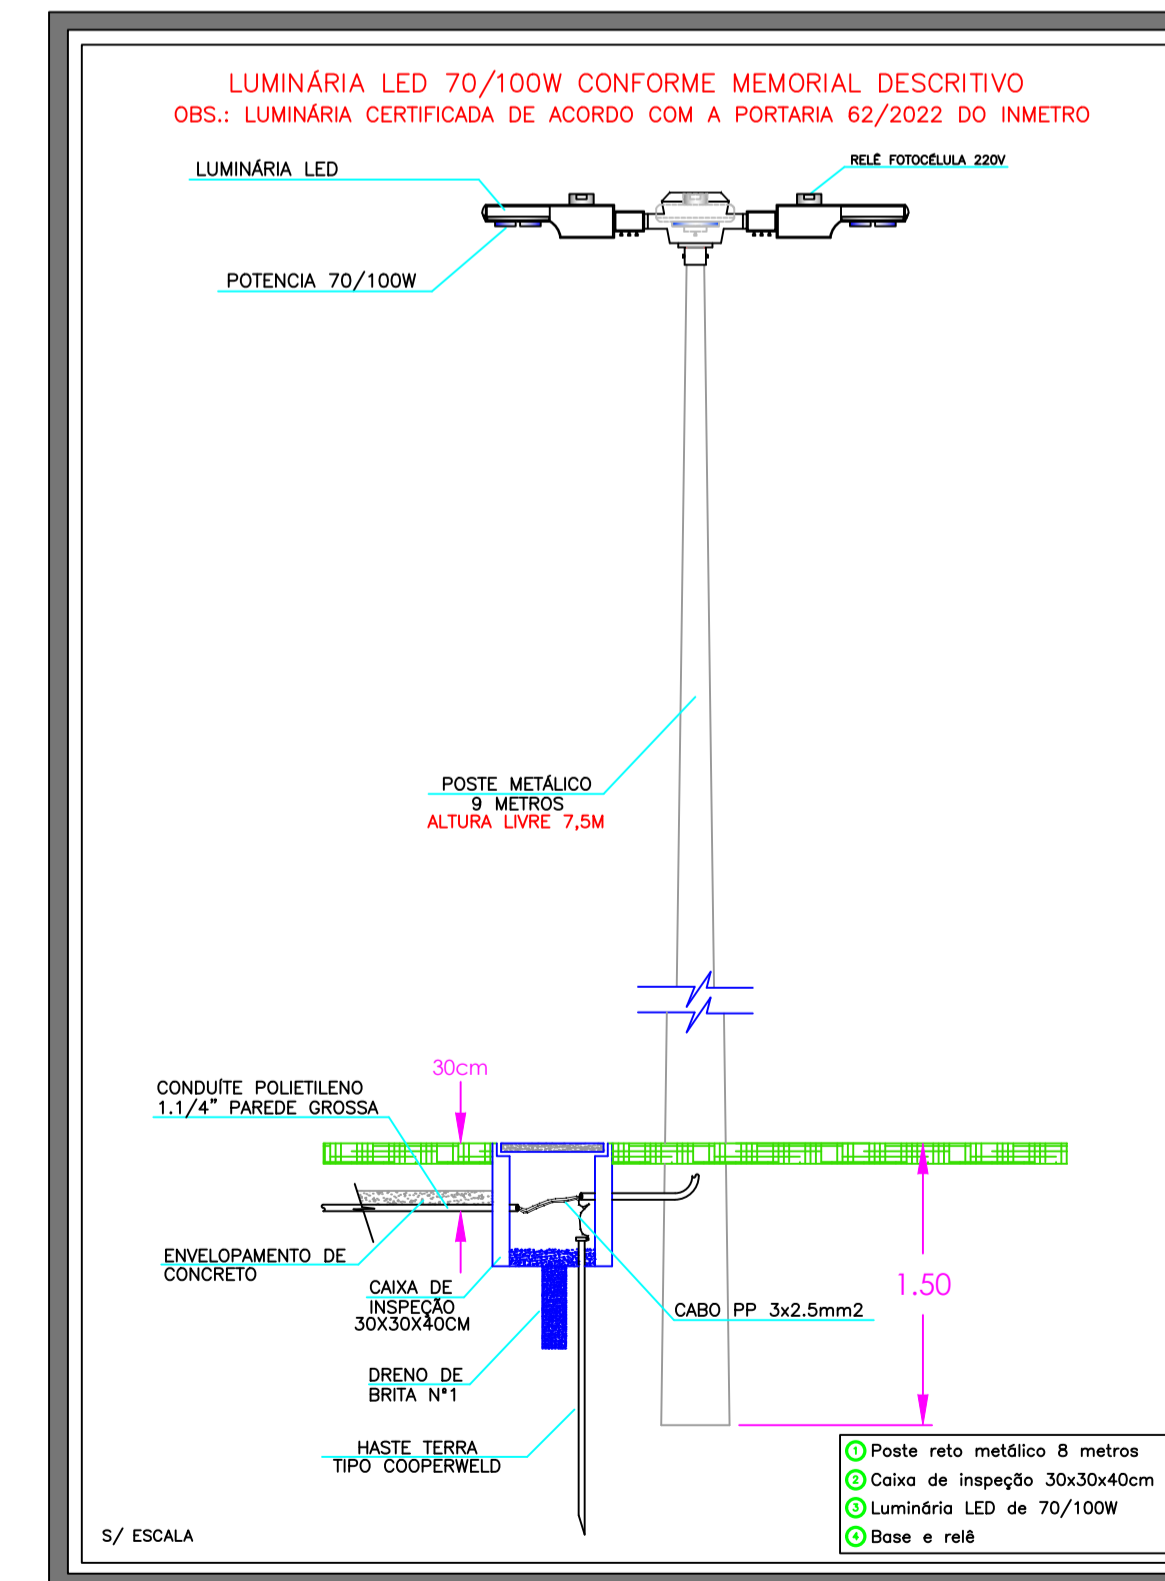 LUMINÁRIA LED 70/100W CONFORME MEMORIAL DESCRITIVO
OBS.: LUMINÁRIA CERTIFICADA DE ACORDO COM A PORTARIA 62/2022 DO INMETRO
LUMINÁRIA LED
RELÊ FOTOCÉLULA 220V
POTENCIA 70/100W
POSTE METÁLICO
9 METROS
ALTURA LIVRE 7,5M
30cm
CONDUÍTE POLIETILENO
1.1/4" PAREDE GROSSA
ENVELOPAMENTO DE
CONCRETO
CAIXA DE
INSPEÇÃO
30X30X40CM
1.50
CABO PP 3x2.5mm2
DRENO DE
BRITA Nº1
HASTE TERRA
TIPO COOPERWELD
1 Poste reto metálico 8 metros
2 Caixa de inspeção 30x30x40cm
3 Luminária LED de 70/100W
4 Base e relê
S/ ESCALA